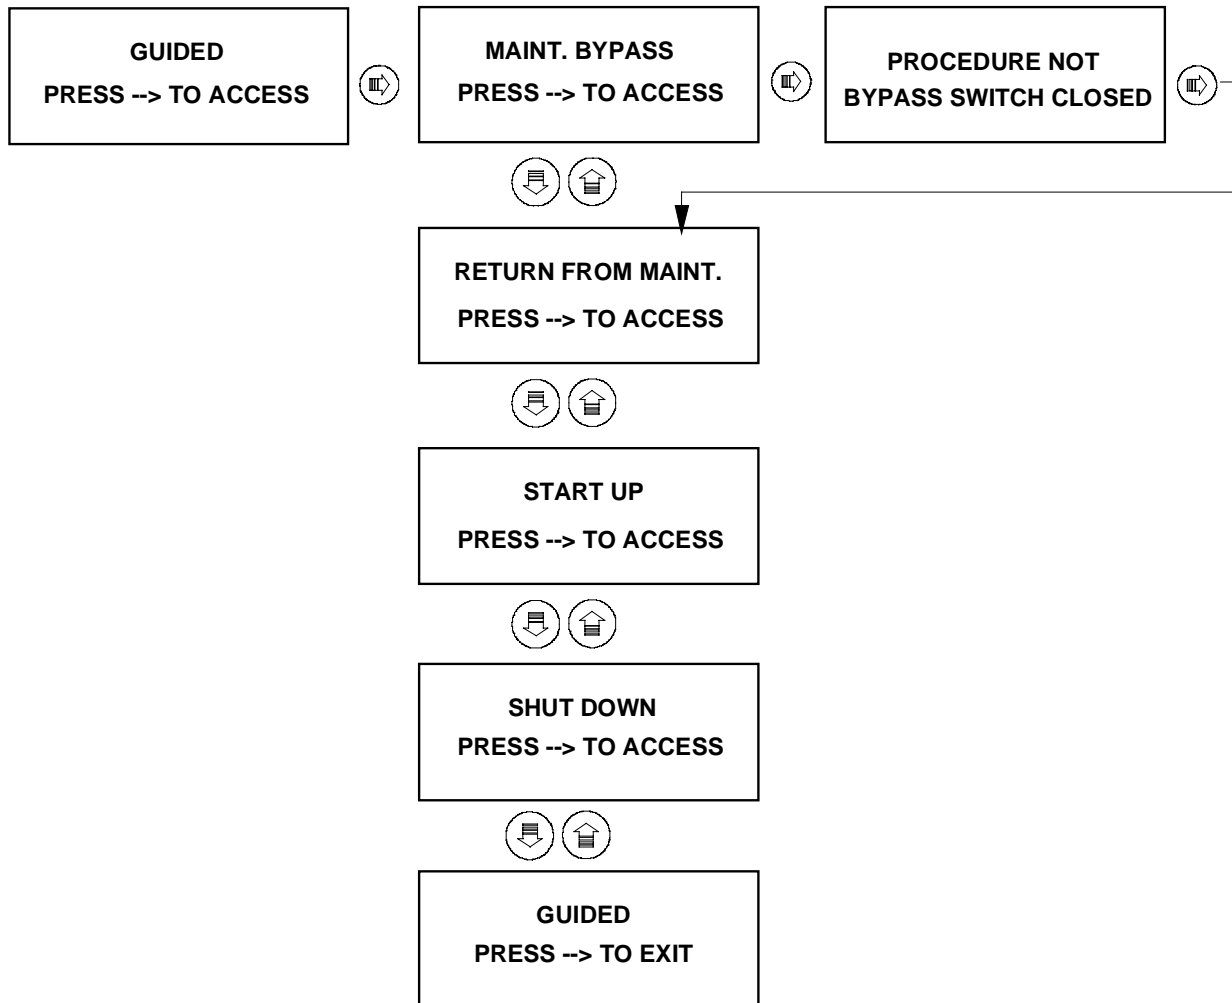 GUIDED
PRESS --> TO ACCESS
MAINT. BYPASS
PRESS --> TO ACCESS
PROCEDURE NOT
BYPASS SWITCH CLOSED
RETURN FROM MAINT.
PRESS --> TO ACCESS
START UP
PRESS --> TO ACCESS
SHUT DOWN
PRESS --> TO ACCESS
GUIDED
PRESS --> TO EXIT